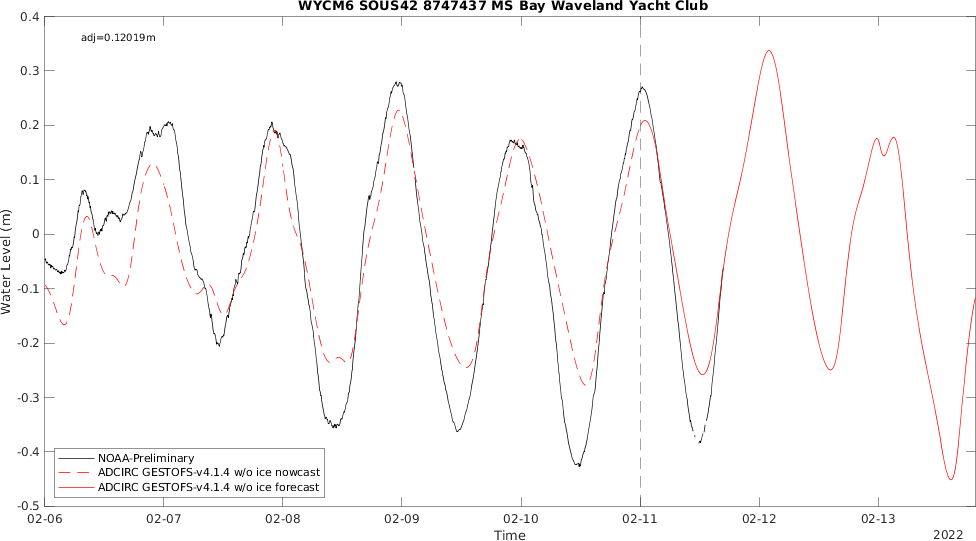 WYCM6 SOUS42 8747437 MS Bay Waveland Yacht Club
adj=0.12019m
0.4
0.3
0.2
0.1
0
-0.1
-0.2
-0.3
-0.4
-0.5
Water Level (m)
NOAA-Preliminary
ADCIRC GESTOFS-v4.1.4 w/o ice nowcast
ADCIRC GESTOFS-v4.1.4 w/o ice forecast
02-06 02-07 02-08 02-09 02-10 02-11 02-12 02-13
Time
2022